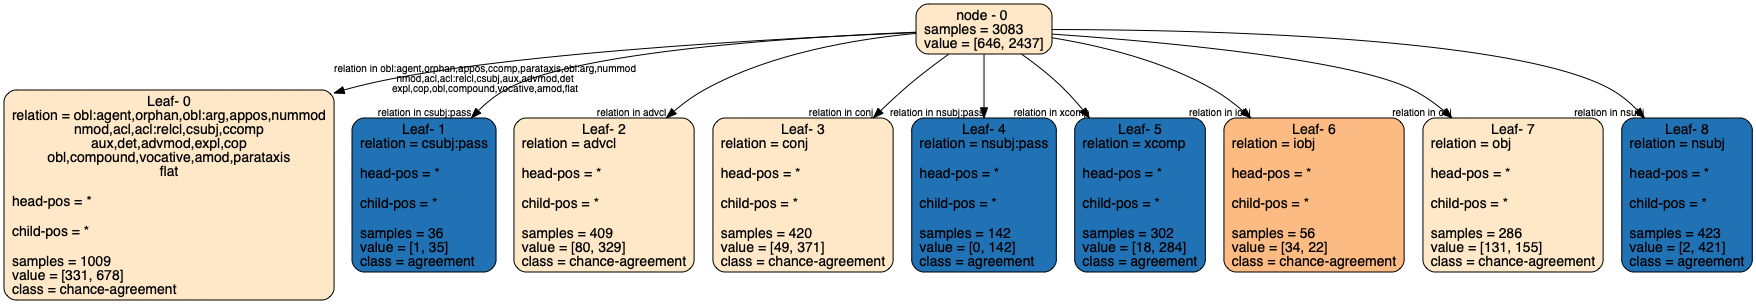 node - 0
samples = 3083
value = [646, 2437]
relation in obl:agent,orphan,appos,ccomp,parataxis,obl:arg,nummod
nmod,acl,acl:relcl,csubj,aux,advmod,det
expl,cop,obl,compound,vocative,amod,parataxis
flat
relation in csubj:pass
relation in advcl
relation in conj
relation in nsubj:pass
relation in xcomp
relation in iobj
relation in obj
relation in nsubj
Leaf- 0
relation = obl:agent,orphan,obl:arg,appos,nummod
nmod,acl,acl:relcl,csubj,ccomp
aux,det,advmod,expl,cop
obl,compound,vocative,amod,parataxis
flat
head-pos = *
child-pos = *
samples = 1009
value = [331, 678]
class = chance-agreement
Leaf- 1
relation = csubj:pass
head-pos = *
child-pos = *
samples = 36
value = [1, 35]
class = agreement
Leaf- 2
relation = advcl
head-pos = *
child-pos = *
samples = 409
value = [80, 329]
class = chance-agreement
Leaf- 3
relation = conj
head-pos = *
child-pos = *
samples = 420
value = [49, 371]
class = chance-agreement
Leaf- 4
relation = nsubj:pass
head-pos = *
child-pos = *
samples = 142
value = [0, 142]
class = agreement
Leaf- 5
relation = xcomp
head-pos = *
child-pos = *
samples = 302
value = [18, 284]
class = agreement
Leaf- 6
relation = iobj
head-pos = *
child-pos = *
samples = 56
value = [34, 22]
class = chance-agreement
Leaf- 7
relation = obj
head-pos = *
child-pos = *
samples = 286
value = [131, 155]
class = chance-agreement
Leaf- 8
relation = nsubj
head-pos = *
child-pos = *
samples = 423
value = [2, 421]
class = agreement